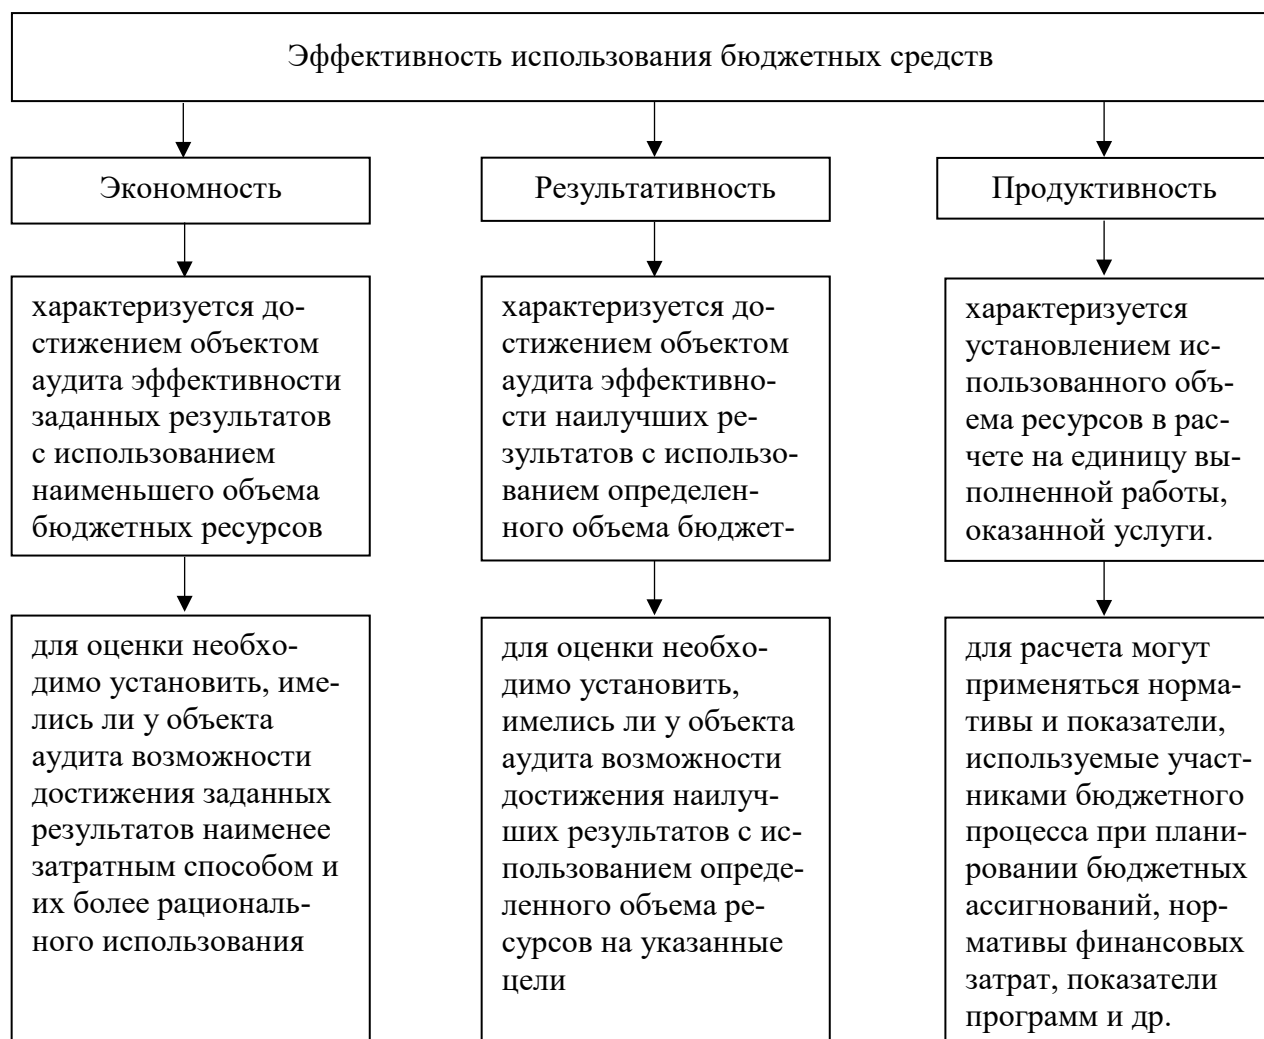 Эффективность использования бюджетных средств
Экономность
Результативность
Продуктивность
характеризуется до-
стижением объектом
аудита эффективности
заданных результатов
с использованием
наименьшего объема
бюджетных ресурсов
характеризуется до-
стижением объектом
аудита эффективно-
сти наилучших ре-
зультатов с использо-
ванием определен-
ного объема бюджет-
характеризуется
установлением ис-
пользованного объ-
ема ресурсов в рас-
чете на единицу вы-
полненной работы,
оказанной услуги.
для оценки необхо-
димо установить, име-
лись ли у объекта
аудита возможности
достижения заданных
результатов наименее
затратным способом и
их более рациональ-
ного использования
для оценки необхо-
димо установить,
имелись ли у объекта
аудита возможности
достижения наилуч-
ших результатов с ис-
пользованием опреде-
ленного объема ре-
сурсов на указанные
цели
для расчета могут
применяться норма-
тивы и показатели,
используемые участ-
никами бюджетного
процесса при плани-
ровании бюджетных
ассигнований, нор-
мативы финансовых
затрат, показатели
программ и др.